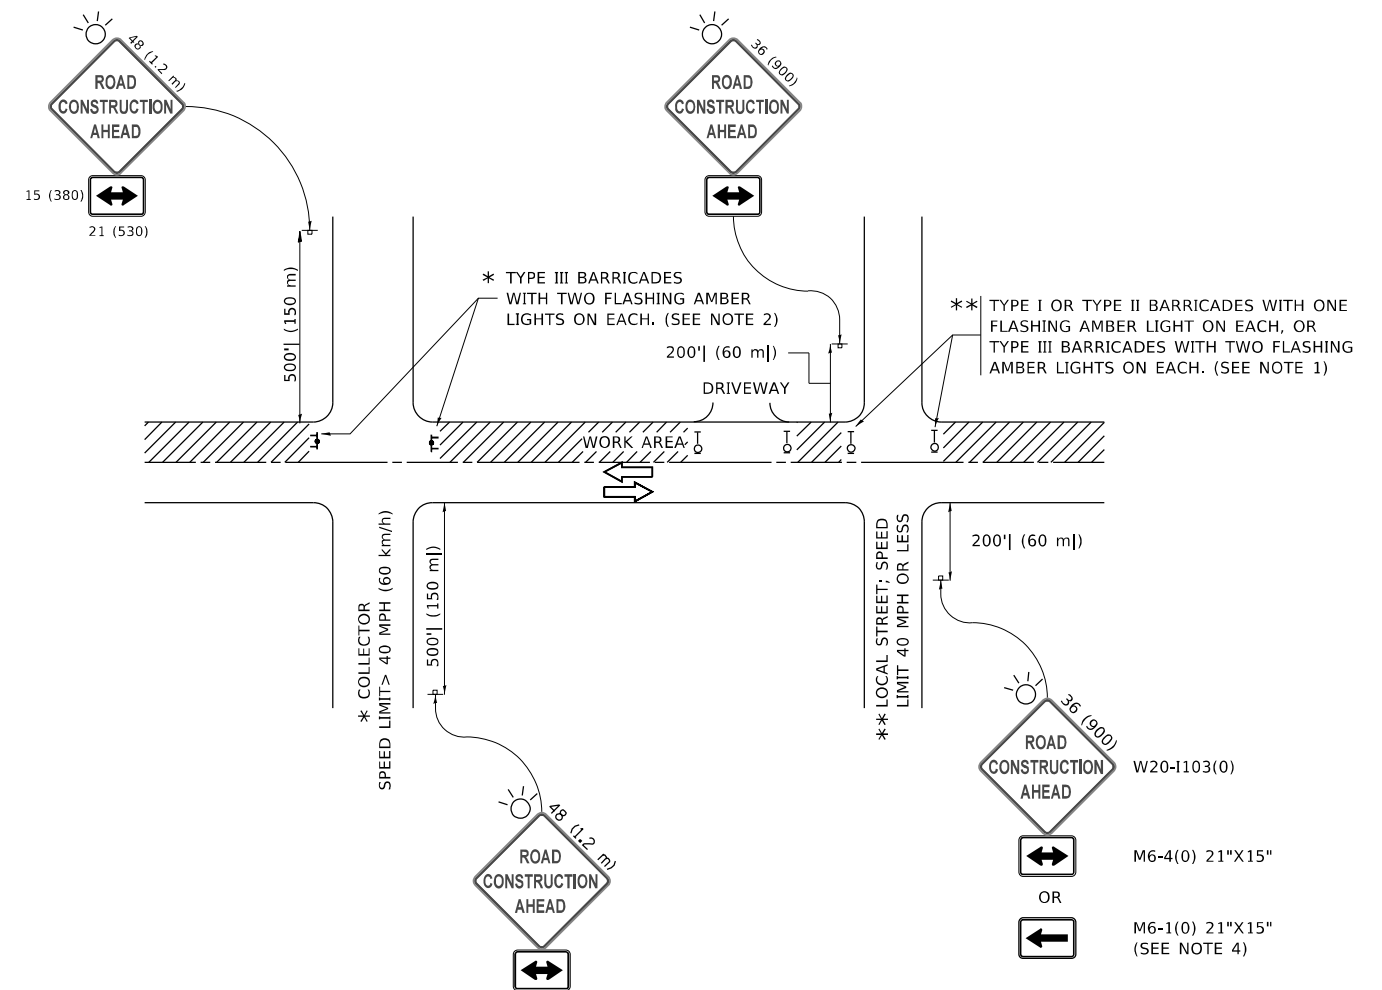 48 (1.2 m)
ROAD
CONSTRUCTION
AHEAD
15 (380)
21 (530)
36 (900)
ROAD
CONSTRUCTION
AHEAD
500'| (150 m)
* TYPE III BARRICADES
WITH TWO FLASHING AMBER
LIGHTS ON EACH. (SEE NOTE 2)
200'| (60 m|)
DRIVEWAY
** TYPE I OR TYPE II BARRICADES WITH ONE
FLASHING AMBER LIGHT ON EACH, OR
TYPE III BARRICADES WITH TWO FLASHING
AMBER LIGHTS ON EACH. (SEE NOTE 1)
WORK AREA
* COLLECTOR
SPEED LIMIT> 40 MPH (60 km/h)
500'| (150 m|)
** LOCAL STREET; SPEED
LIMIT 40 MPH OR LESS
200'| (60 m|)
48 (1.2 m)
ROAD
CONSTRUCTION
AHEAD
36 (900)
ROAD
CONSTRUCTION
AHEAD
W20-I103(0)
M6-4(0) 21"X15"
OR
M6-1(0) 21"X15"
(SEE NOTE 4)